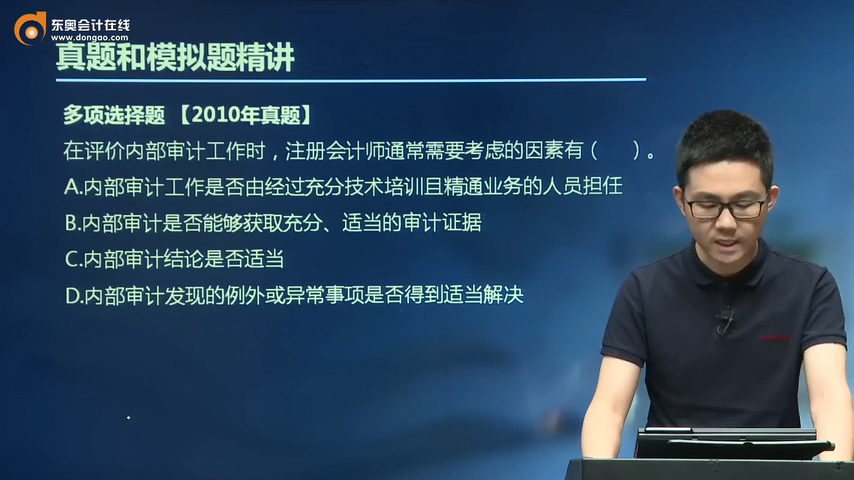 东奥会计在线
www.dongao.com
真题和模拟题精讲
多项选择题 【2010年真题】
在评价内部审计工作时，注册会计师通常需要考虑的因素有（ ）。
A.内部审计工作是否由经过充分技术培训且精通业务的人员担任
B.内部审计是否能够获取充分、适当的审计证据
C.内部审计结论是否适当
D.内部审计发现的例外或异常事项是否得到适当解决